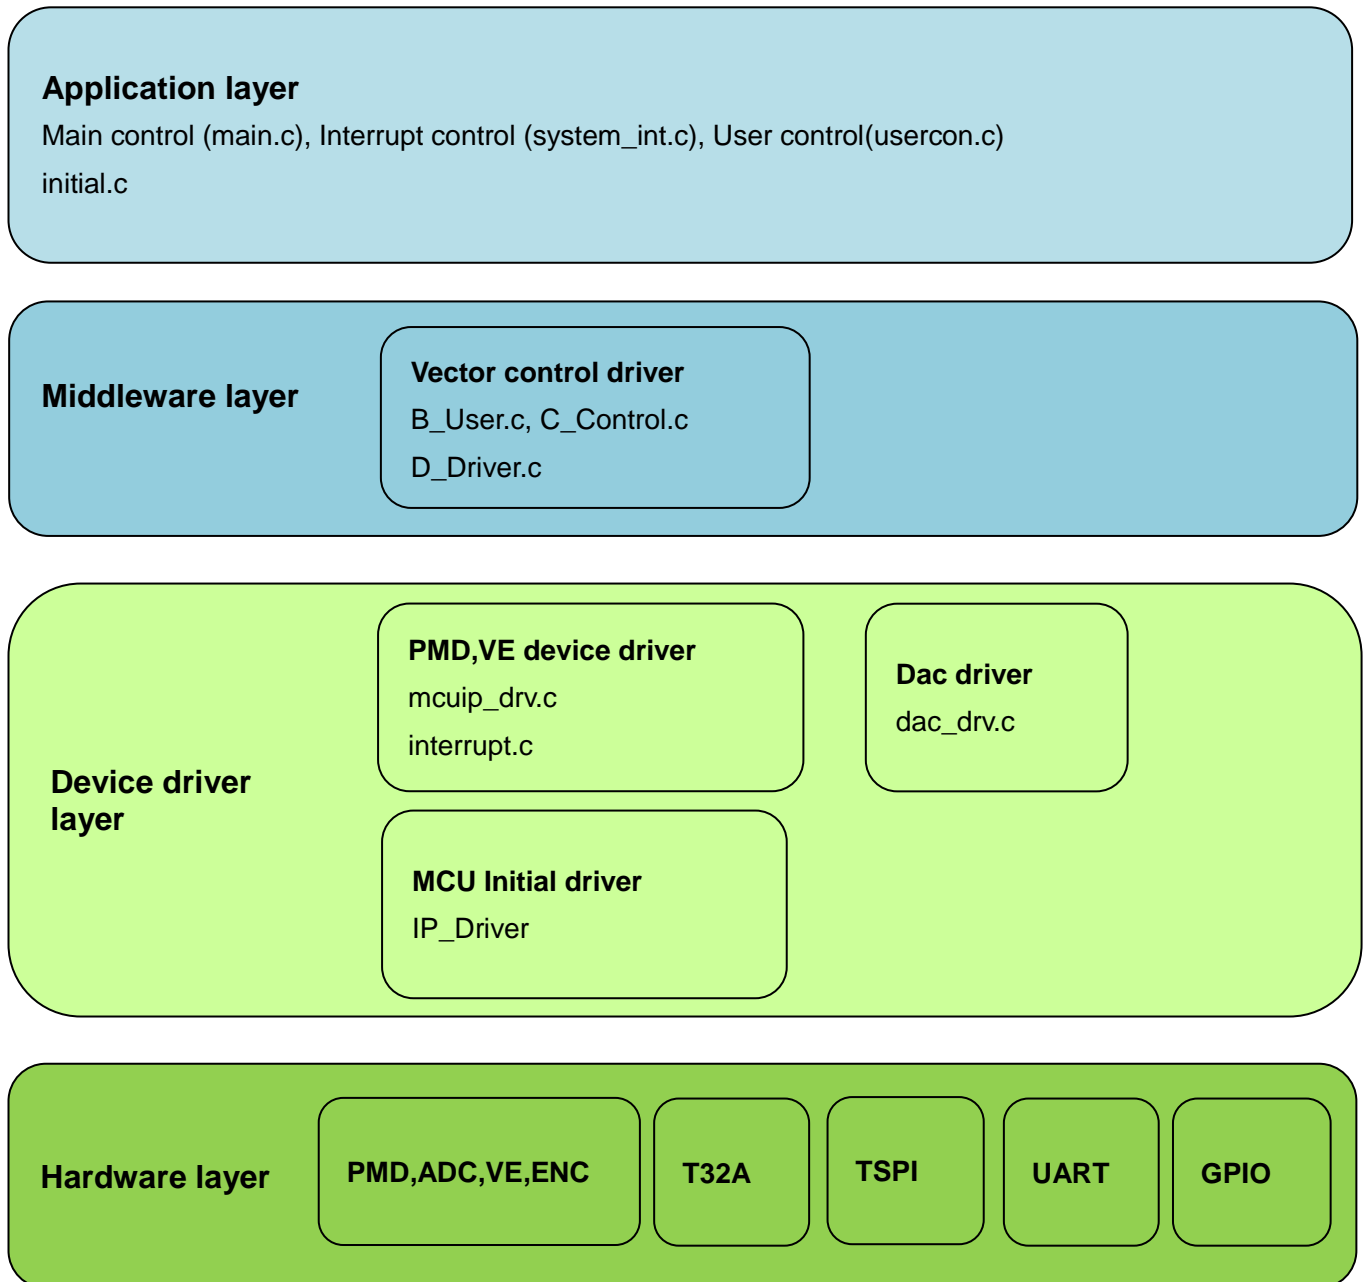 Application layer
Main control (main.c), Interrupt control (system_int.c), User control(usercon.c)
initial.c
Middleware layer
Vector control driver
B_User.c, C_Control.c
D_Driver.c
Device driver
layer
PMD,VE device driver
mcuip_drv.c
interrupt.c
Dac driver
dac_drv.c
MCU Initial driver
IP_Driver
Hardware layer
PMD,ADC,VE,ENC
T32A
TSPI
UART
GPIO